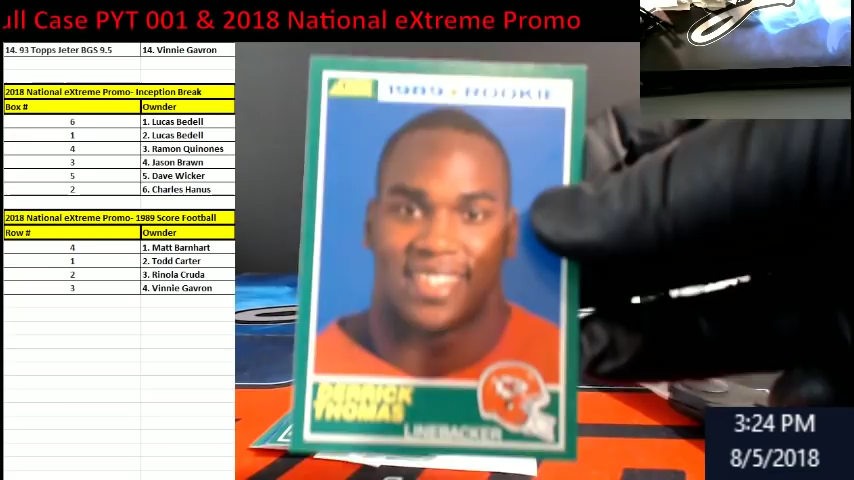 ull Case PYT 001 & 2018 National eXtreme Promo
14. 93 Topps Jeter BGS 9.5 14. Vinnie Gavron
2018 National eXtreme Promo- Inception Break
Box # Ownder
6 1. Lucas Bedell
1 2. Lucas Bedell
4 3. Ramon Quinones
3 4. Jason Brawn
5 5. Dave Wicker
2 6. Charles Hanus
2018 National eXtreme Promo- 1989 Score Football
Row # Ownder
4 1. Matt Barnhart
1 2. Todd Carter
2 3. Rinola Cruda
3 4. Vinnie Gavron
SCORE
1989 ROOKIE
DERRICK
THOMAS
LINEBACKER
3:24 PM
8/5/2018